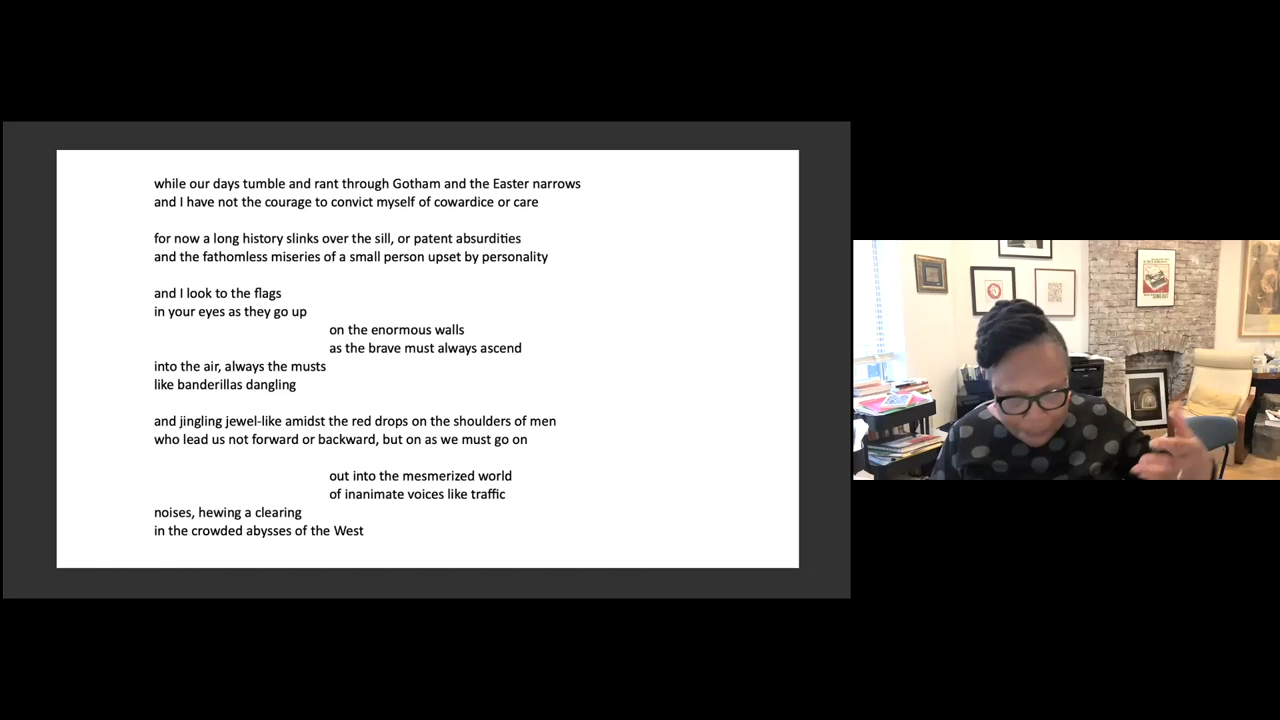 while our days tumble and rant through Gotham and the Easter narrows
and I have not the courage to convict myself of cowardice or care
for now a long history slinks over the sill, or patent absurdities
and the fathomless miseries of a small person upset by personality
and I look to the flags
in your eyes as they go up
on the enormous walls
as the brave must always ascend
into the air, always the musts
like banderillas dangling
and jingling jewel-like amidst the red drops on the shoulders of men
who lead us not forward or backward, but on as we must go on
out into the mesmerized world
of inanimate voices like traffic
noises, hewing a clearing
in the crowded abysses of the West